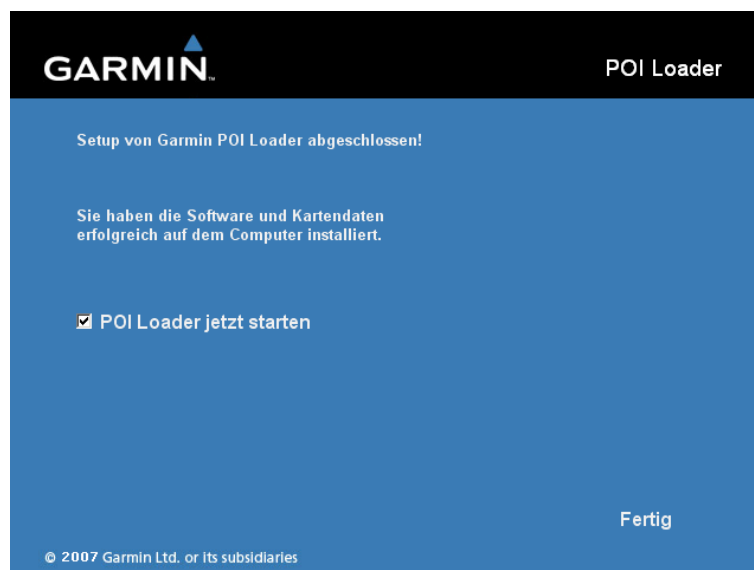 GARMIN™
POI Loader
Setup von Garmin POI Loader abgeschlossen!
Sie haben die Software und Kartendaten
erfolgreich auf dem Computer installiert.
POI Loader jetzt starten
Fertig
© 2007 Garmin Ltd. or its subsidiaries